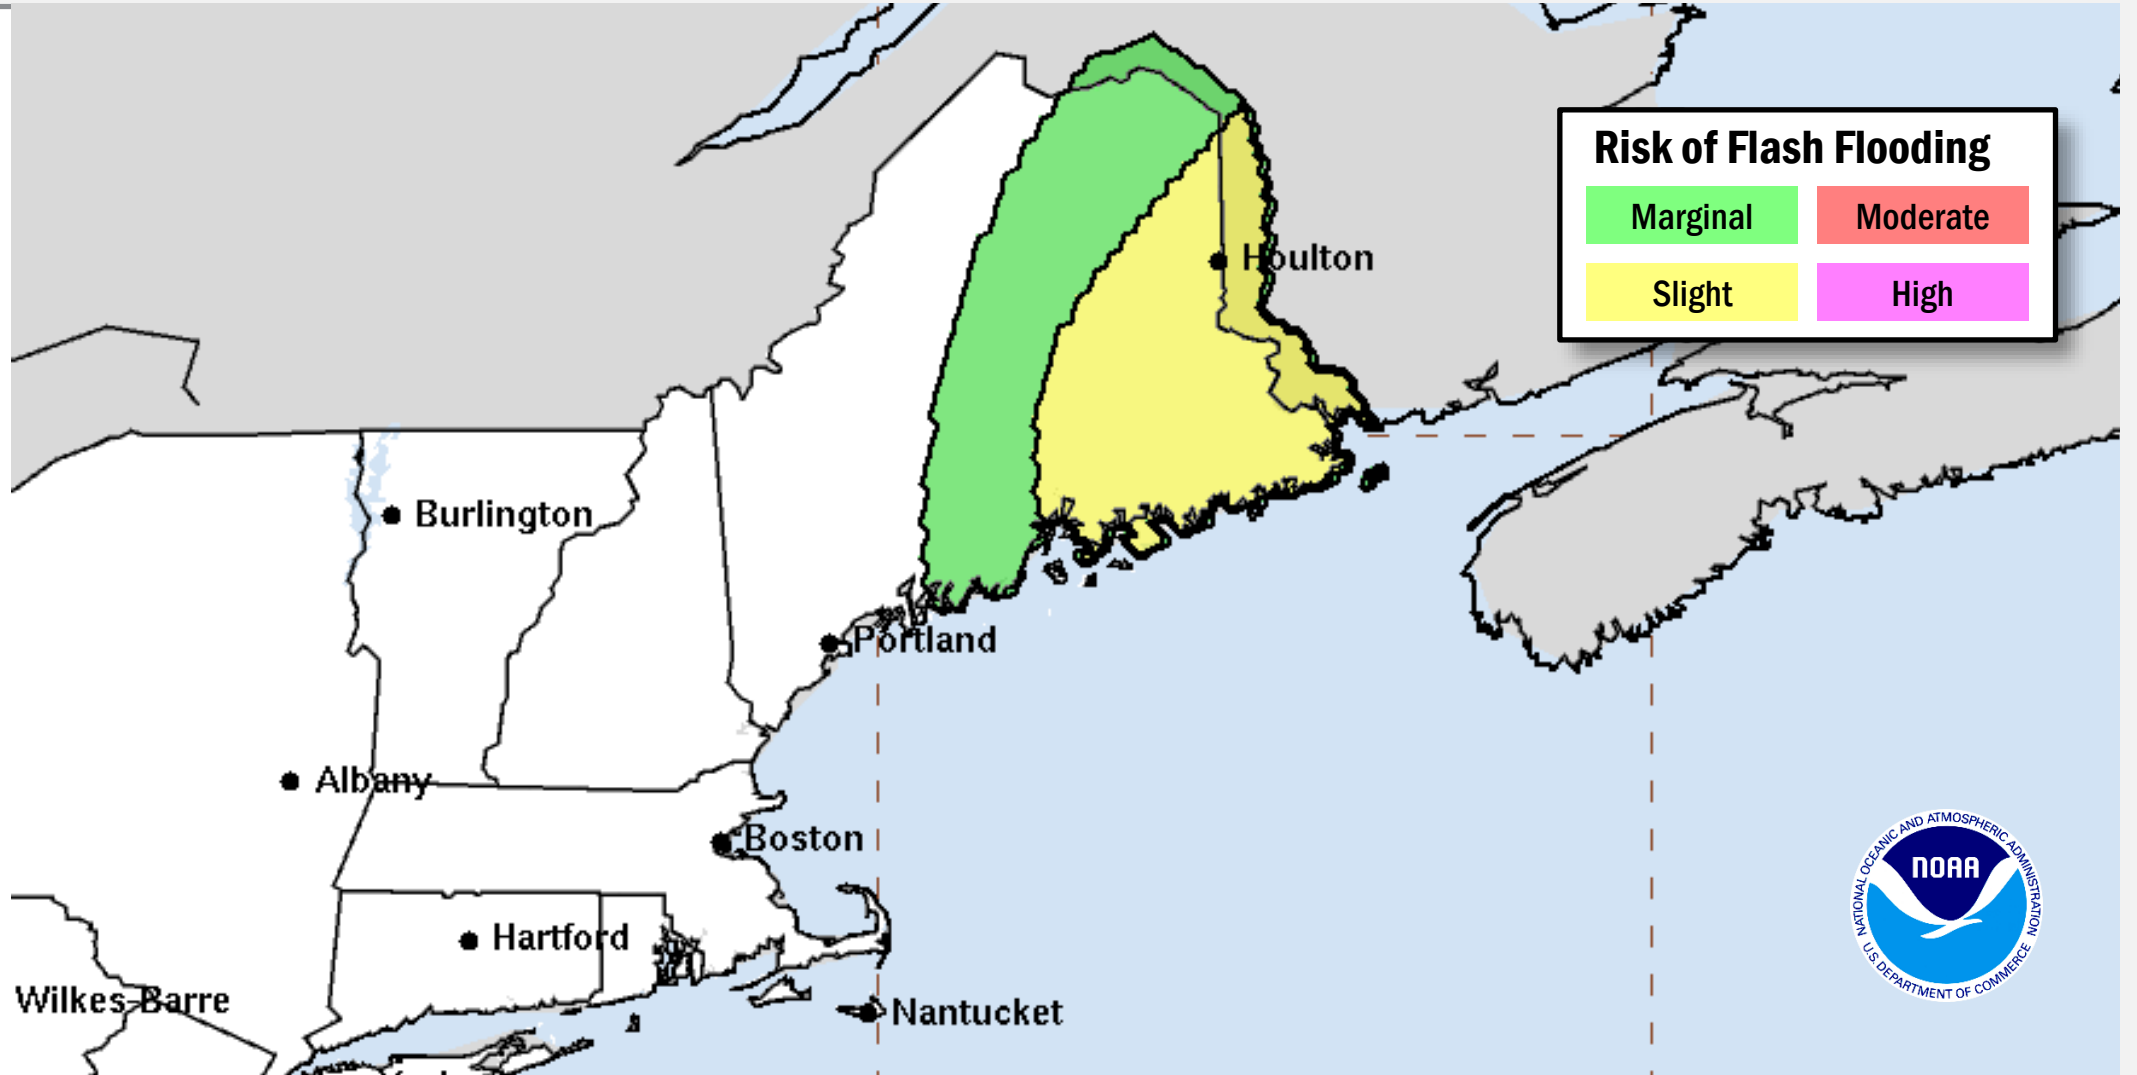 Risk of Flash Flooding
Marginal
Moderate
Slight
High
Houlton
Burlington
Portland
Albany
Boston
Hartford
Wilkes-Barre
Nantucket
NATIONAL OCEANIC AND ATMOSPHERIC ADMINISTRATION
NOAA
U.S. DEPARTMENT OF COMMERCE